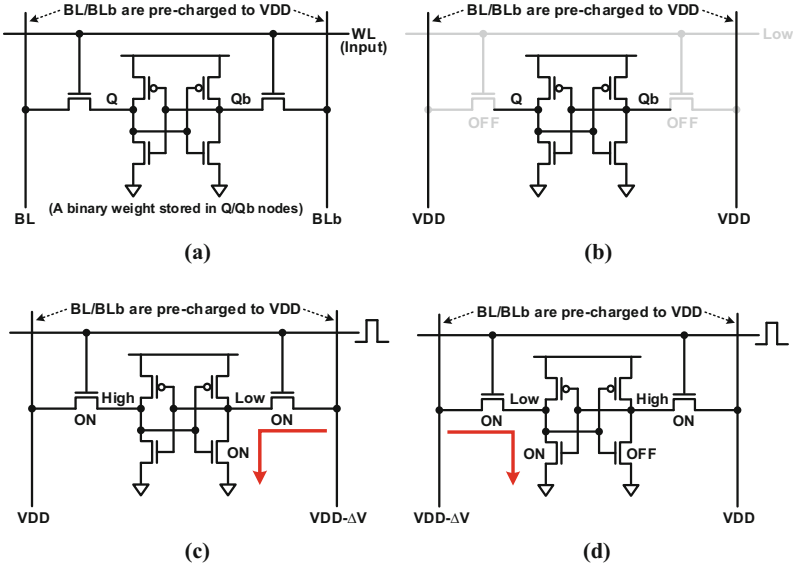 BL/BLb are pre-charged to VDD
WL
(Input)
Q
Qb
(A binary weight stored in Q/Qb nodes)
BL
BLb
(a)
BL/BLb are pre-charged to VDD
Low
Q
Qb
OFF
OFF
VDD
VDD
(b)
BL/BLb are pre-charged to VDD
High
Low
ON
ON
ON
VDD
VDD-ΔV
(c)
BL/BLb are pre-charged to VDD
Low
High
ON
ON
ON
OFF
VDD-ΔV
VDD
(d)